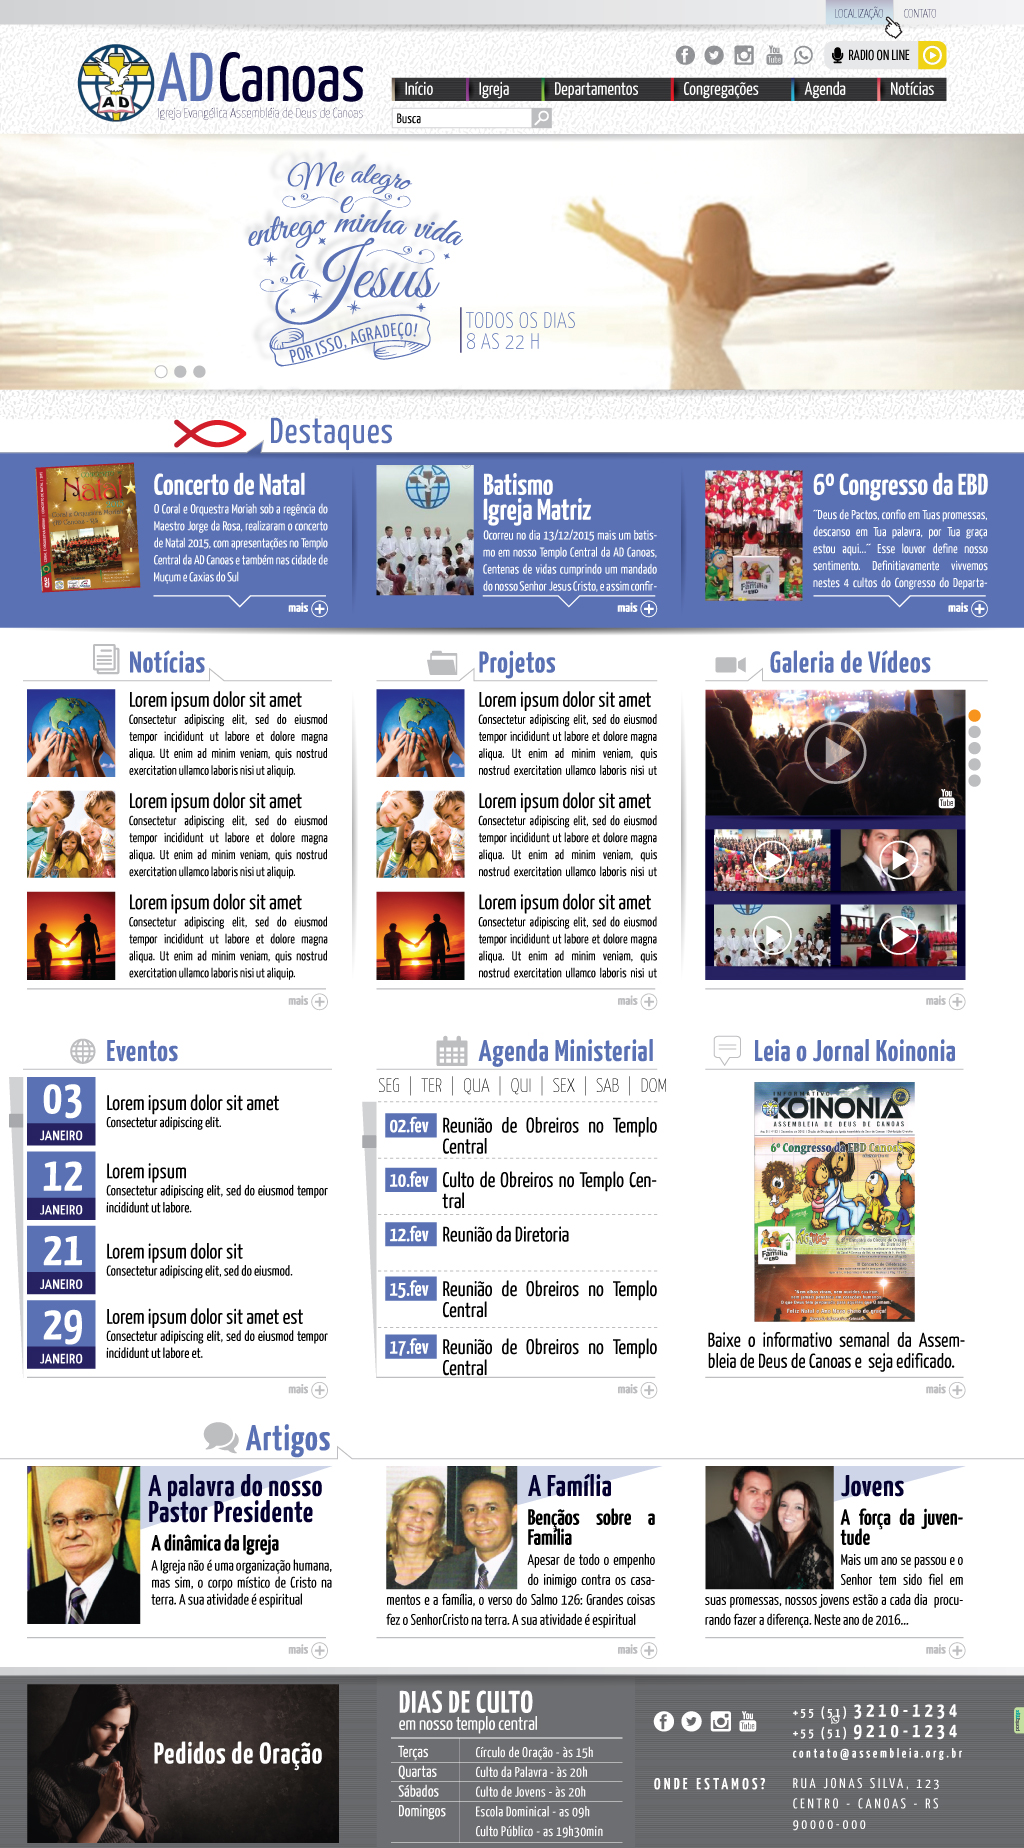 LOCALIZAÇÃO CONTATO
RADIO ON LINE
AD Canoas
Igreja Evangélica Assembléia de Deus de Canoas
Início Igreja Departamentos Congregações Agenda Notícias
Busca
Me alegro
e
entrego minha vida
à Jesus
POR ISSO, AGRADEÇO!
TODOS OS DIAS
8 AS 22 H
Destaques
Concerto de Natal
O Coral e Orquestra Moriah sob a regência do
Maestro Jorge da Rosa, realizaram o concerto
de Natal 2015, com apresentações no Templo
Central da AD Canoas e também nas cidade de
Muçum e Caxias do Sul
mais
Batismo
Igreja Matriz
Ocorreu no dia 13/12/2015 mais um batis-
mo em nosso Templo Central da AD Canoas,
Centenas de vidas cumprindo um mandado
do nosso Senhor Jesus Cristo, e assim confir-
mais
6º Congresso da EBD
"Deus de Pactos, confio em Tuas promessas,
descanso em Tua palavra, por Tua graça
estou aqui..." Esse louvor define nosso
sentimento. Definitiavamente vivvemos
nestes 4 cultos do Congresso do Departa-
mais
Notícias
Lorem ipsum dolor sit amet
Consectetur adipiscing elit, sed do eiusmod
tempor incididunt ut labore et dolore magna
aliqua. Ut enim ad minim veniam, quis nostrud
exercitation ullamco laboris nisi ut aliquip.
Lorem ipsum dolor sit amet
Consectetur adipiscing elit, sed do eiusmod
tempor incididunt ut labore et dolore magna
aliqua. Ut enim ad minim veniam, quis nostrud
exercitation ullamco laboris nisi ut aliquip.
Lorem ipsum dolor sit amet
Consectetur adipiscing elit, sed do eiusmod
tempor incididunt ut labore et dolore magna
aliqua. Ut enim ad minim veniam, quis nostrud
exercitation ullamco laboris nisi ut aliquip.
mais
Projetos
Lorem ipsum dolor sit amet
Consectetur adipiscing elit, sed do eiusmod
tempor incididunt ut labore et dolore magna
aliqua. Ut enim ad minim veniam, quis
nostrud exercitation ullamco laboris nisi ut
Lorem ipsum dolor sit amet
Consectetur adipiscing elit, sed do eiusmod
tempor incididunt ut labore et dolore magna
aliqua. Ut enim ad minim veniam, quis
nostrud exercitation ullamco laboris nisi ut
Lorem ipsum dolor sit amet
Consectetur adipiscing elit, sed do eiusmod
tempor incididunt ut labore et dolore magna
aliqua. Ut enim ad minim veniam, quis
nostrud exercitation ullamco laboris nisi ut
mais
Galeria de Vídeos
You
Tube
mais
Eventos
03
JANEIRO
Lorem ipsum dolor sit amet
Consectetur adipiscing elit.
12
JANEIRO
Lorem ipsum
Consectetur adipiscing elit, sed do eiusmod tempor
incididunt ut labore.
21
JANEIRO
Lorem ipsum dolor sit
Consectetur adipiscing elit, sed do eiusmod.
29
JANEIRO
Lorem ipsum dolor sit amet est
Consectetur adipiscing elit, sed do eiusmod tempor
incididunt ut labore et.
mais
Agenda Ministerial
SEG | TER | QUA | QUI | SEX | SAB | DOM
02.fev Reunião de Obreiros no Templo
Central
10.fev Culto de Obreiros no Templo Cen-
tral
12.fev Reunião da Diretoria
15.fev Reunião de Obreiros no Templo
Central
17.fev Reunião de Obreiros no Templo
Central
mais
Leia o Jornal Koinonia
INFORMATIVO
KOINONIA
ASSEMBLEIA DE DEUS DE CANOAS
6º Congresso da EBD Canoas
Baixe o informativo semanal da Assem-
bleia de Deus de Canoas e seja edificado.
mais
Artigos
A palavra do nosso
Pastor Presidente
A dinâmica da Igreja
A Igreja não é uma organização humana,
mas sim, o corpo místico de Cristo na
terra. A sua atividade é espiritual
mais
A Família
Bençãos sobre a
Família
Apesar de todo o empenho
do inimigo contra os casa-
mentos e a família, o verso do Salmo 126: Grandes coisas
fez o SenhorCristo na terra. A sua atividade é espiritual
mais
Jovens
A força da juven-
tude
Mais um ano se passou e o
Senhor tem sido fiel em
suas promessas, nossos jovens estão a cada dia procu-
rando fazer a diferença. Neste ano de 2016...
mais
Pedidos de Oração
DIAS DE CULTO
em nosso templo central
Terças Círculo de Oração - às 15h
Quartas Culto da Palavra - às 20h
Sábados Culto de Jovens - às 20h
Domingos Escola Dominical - as 09h
Culto Público - as 19h30min
You
Tube
+55 (51) 3210-1234
+55 (51) 9210-1234
contato@assembleia.org.br
ONDE ESTAMOS?
RUA JONAS SILVA, 123
CENTRO - CANOAS - RS
90000-000